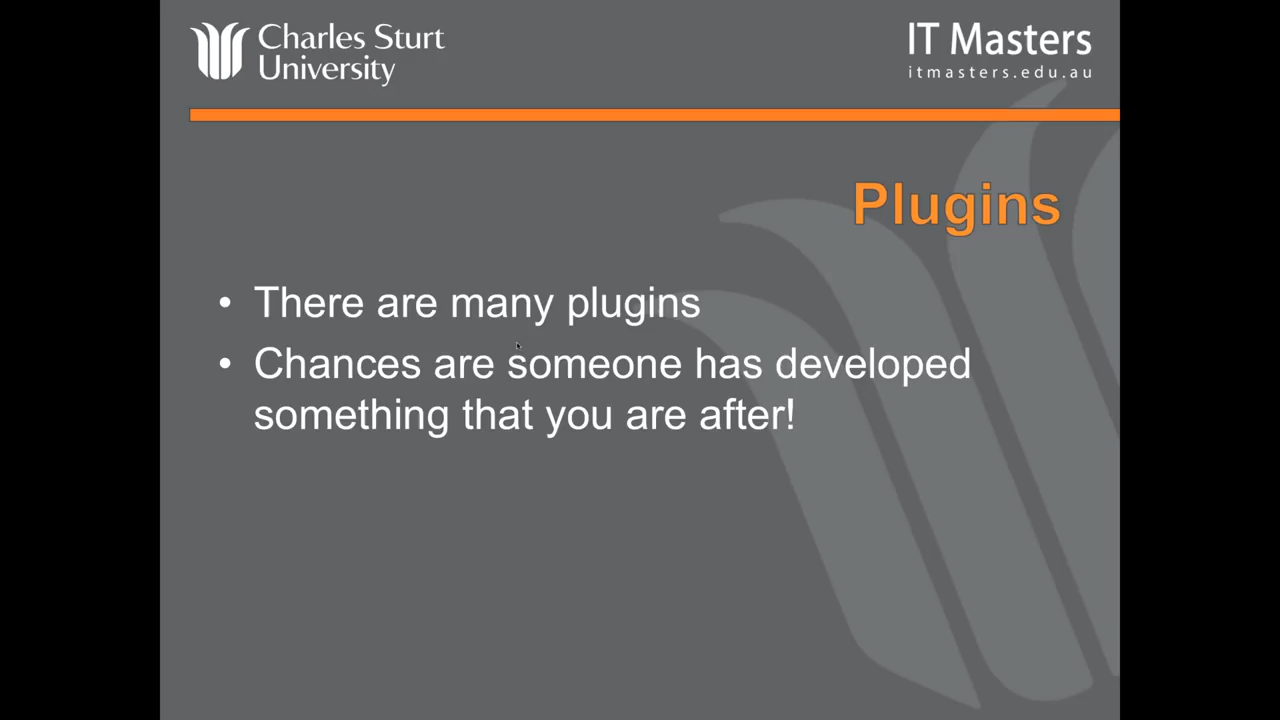 Charles Sturt
University
IT Masters
itmasters.edu.au
Plugins
• There are many plugins
• Chances are someone has developed
something that you are after!